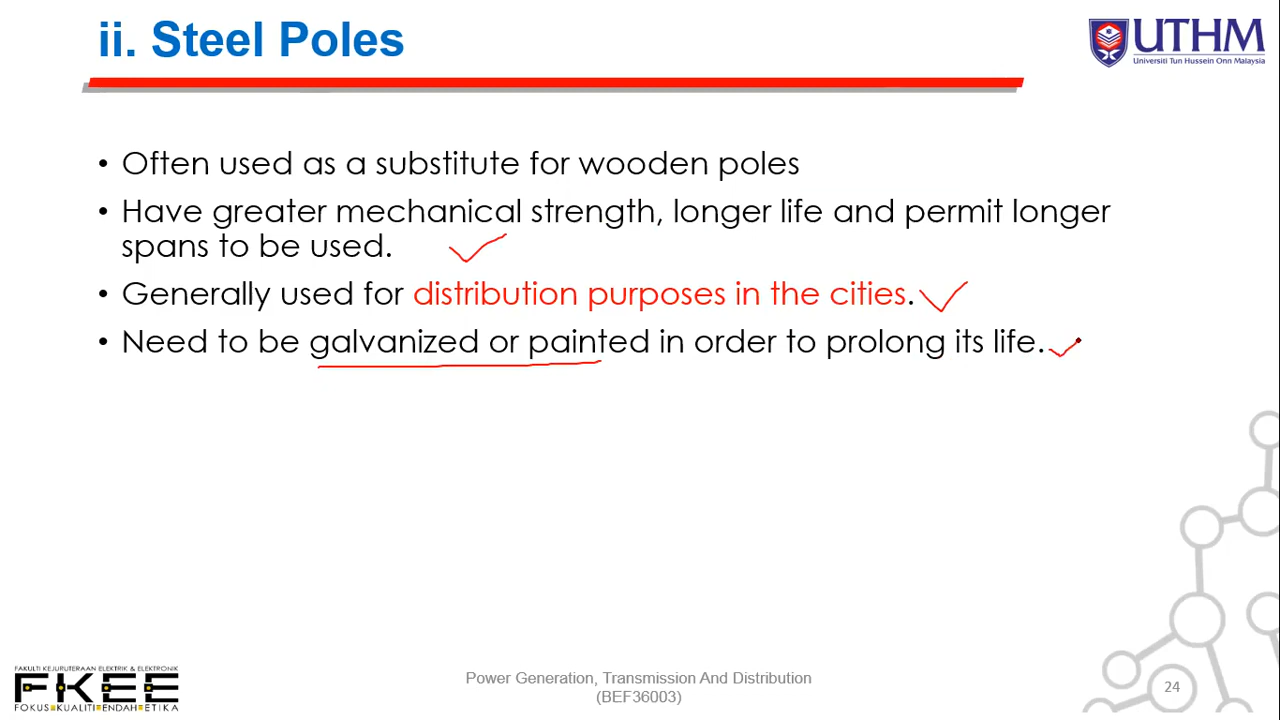 ii. Steel Poles
UTHM
Universiti Tun Hussein Onn Malaysia
• Often used as a substitute for wooden poles
• Have greater mechanical strength, longer life and permit longer
spans to be used.
• Generally used for distribution purposes in the cities.
• Need to be galvanized or painted in order to prolong its life.
FAKULTI KEJURUTERAAN ELEKTRIK & ELEKTRONIK
FKEE
FOKUS KUALITI ENDAH ETIKA
Power Generation, Transmission And Distribution
(BEF36003)
24